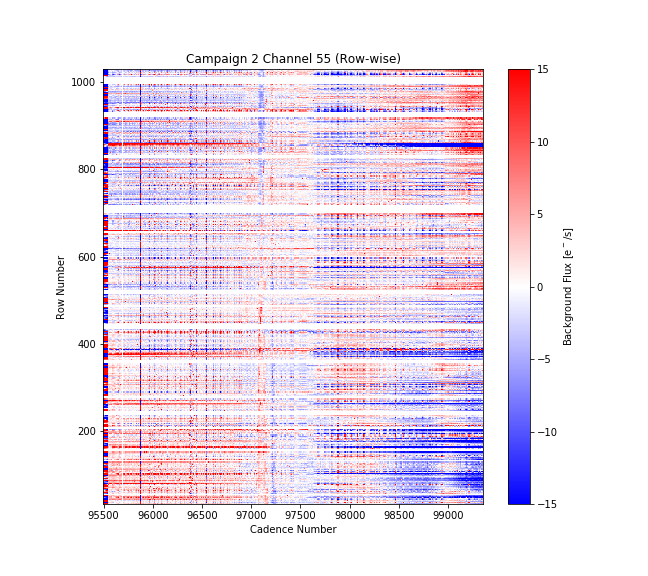 Campaign 2 Channel 55 (Row-wise)
1000
800
600
400
200
Row Number
95500 96000 96500 97000 97500 98000 98500 99000
Cadence Number
15
10
5
0
−5
−10
−15
Background Flux [e⁻/s]